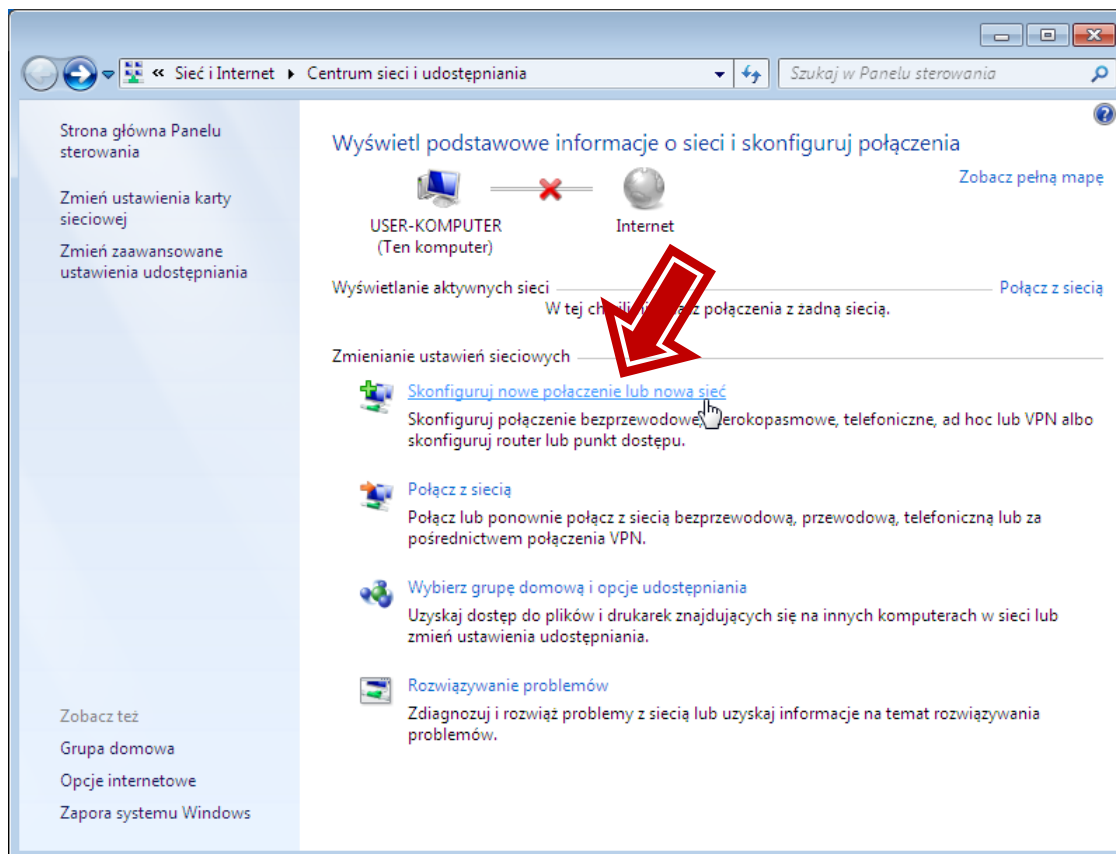 « Sieć i Internet ▸ Centrum sieci i udostępniania
Szukaj w Panelu sterowania
Strona główna Panelu
sterowania
Zmień ustawienia karty
sieciowej
Zmień zaawansowane
ustawienia udostępniania
Wyświetl podstawowe informacje o sieci i skonfiguruj połączenia
Zobacz pełną mapę
USER-KOMPUTER
(Ten komputer)
Internet
Wyświetlanie aktywnych sieci
Połącz z siecią
W tej połączenia z żadną siecią.
Zmienianie ustawień sieciowych
Skonfiguruj nowe połączenie lub nową sieć
Skonfiguruj połączenie bezprzewodowe, telefoniczne, ad hoc lub VPN albo
skonfiguruj router lub punkt dostępu.
Połącz z siecią
Połącz lub ponownie połącz z siecią bezprzewodową, przewodową, telefoniczną lub za
pośrednictwem połączenia VPN.
Wybierz grupę domową i opcje udostępniania
Uzyskaj dostęp do plików i drukarek znajdujących się na innych komputerach w sieci lub
zmień ustawienia udostępniania.
Rozwiązywanie problemów
Zdiagnozuj i rozwiąż problemy z siecią lub uzyskaj informacje na temat rozwiązywania
problemów.
Zobacz też
Grupa domowa
Opcje internetowe
Zapora systemu Windows